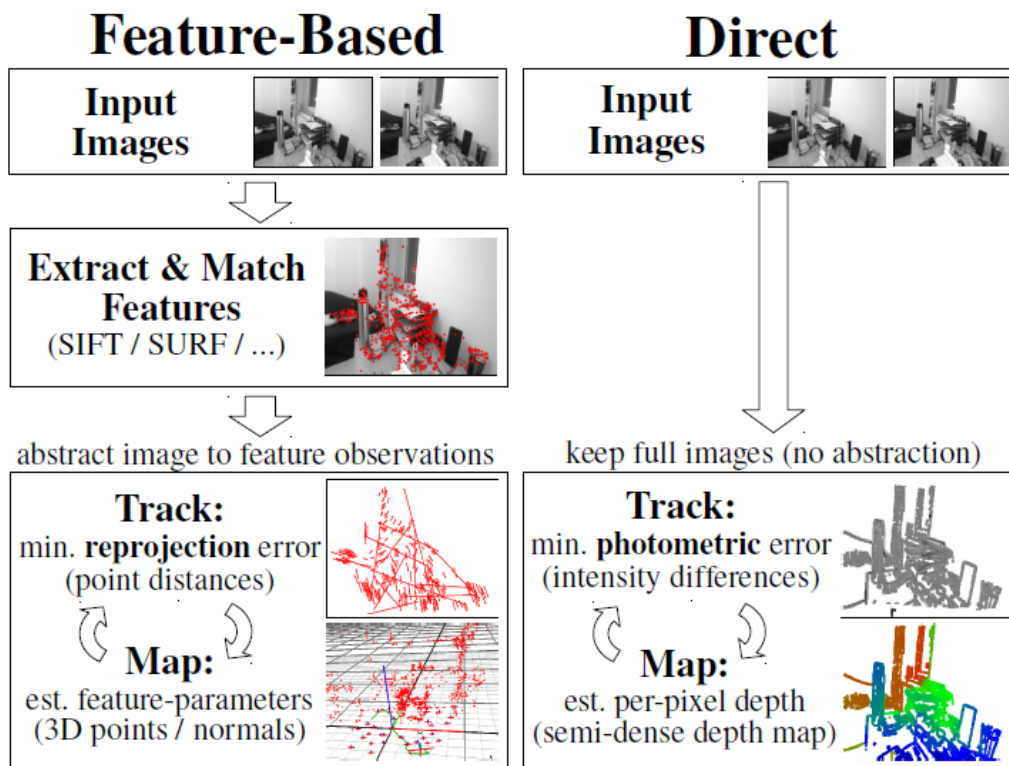 Feature-Based
Input
Images
Extract & Match
Features
(SIFT / SURF / ...)
abstract image to feature observations
Track:
min. reprojection error
(point distances)
Map:
est. feature-parameters
(3D points / normals)
Direct
Input
Images
keep full images (no abstraction)
Track:
min. photometric error
(intensity differences)
Map:
est. per-pixel depth
(semi-dense depth map)